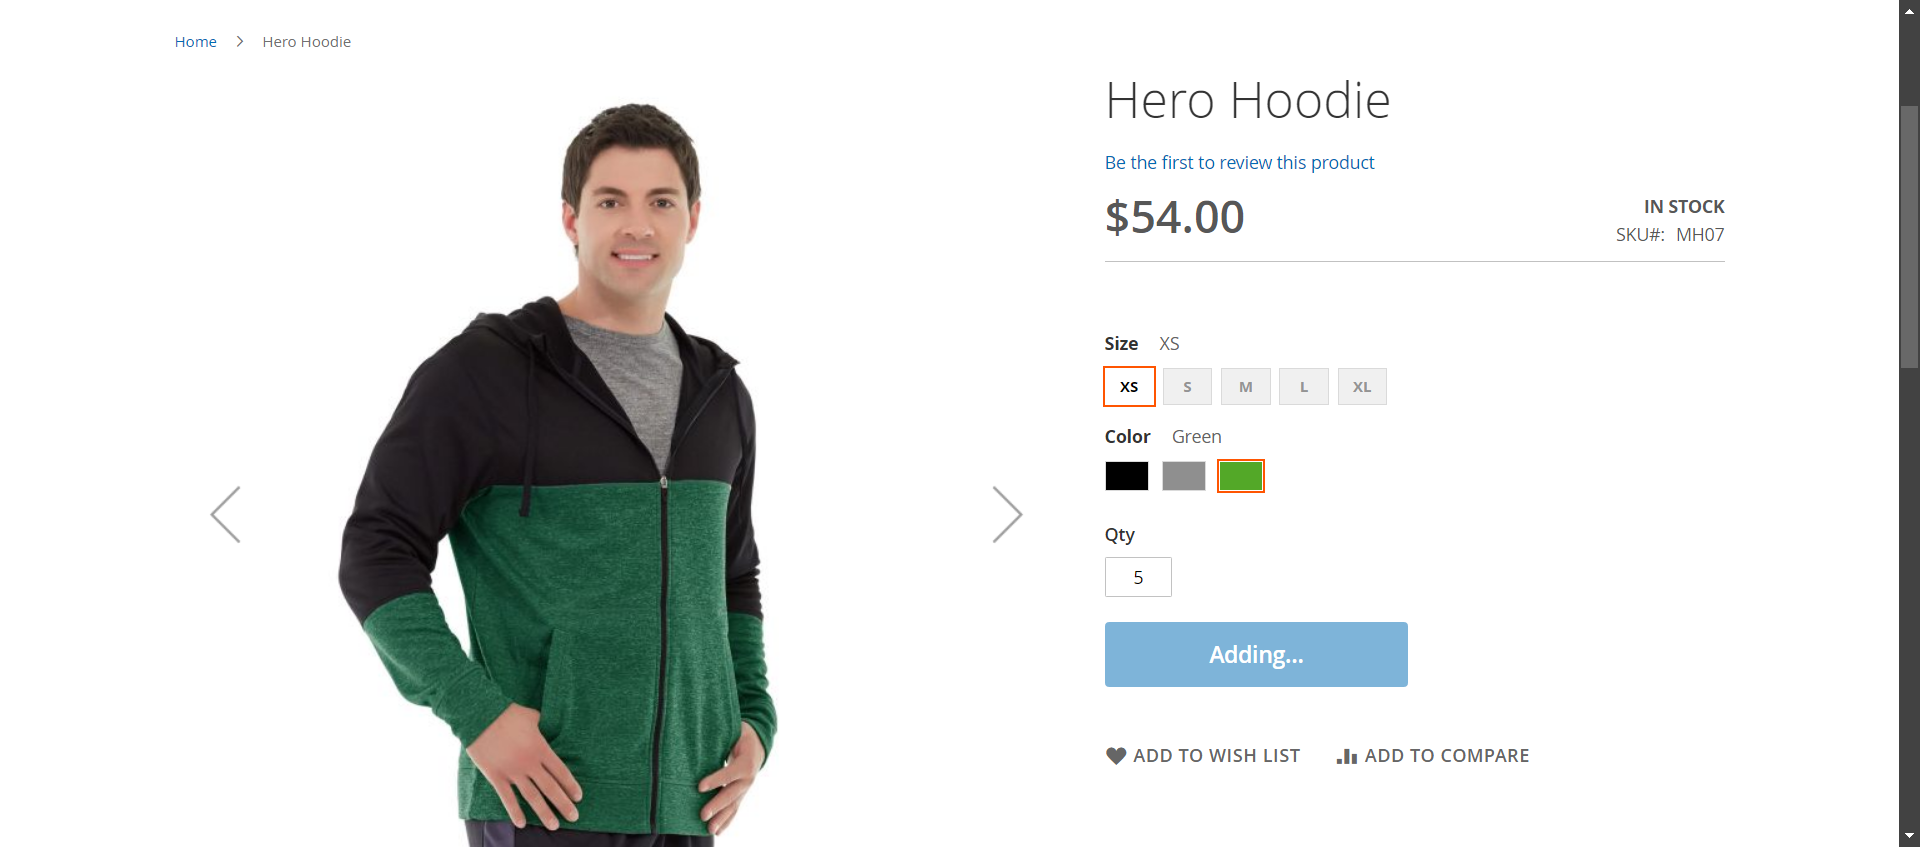 Home > Hero Hoodie
Hero Hoodie
Be the first to review this product
$54.00
IN STOCK
SKU#: MH07
Size XS
XS S M L XL
Color Green
Qty
5
Adding...
ADD TO WISH LIST ADD TO COMPARE